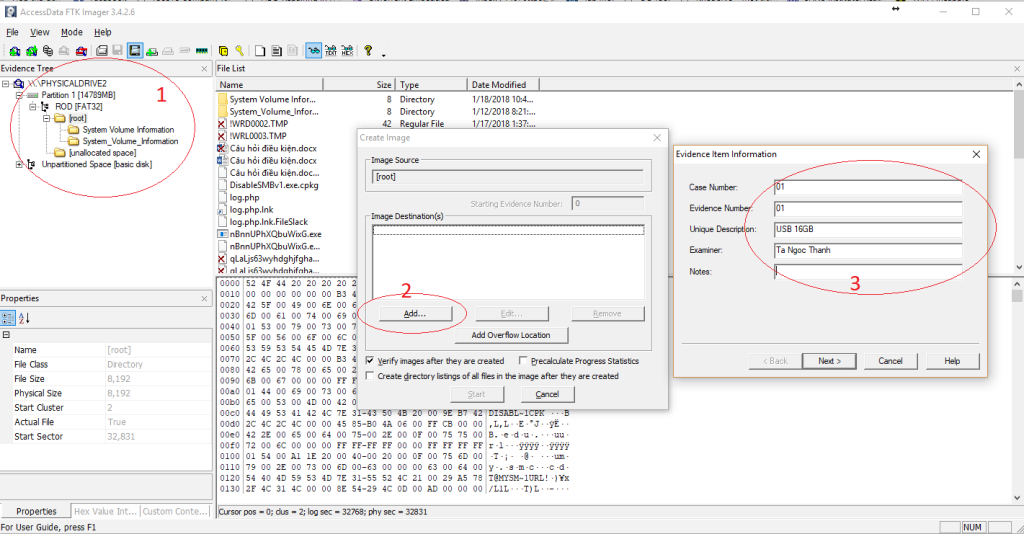 AccessData FTK Imager 3.4.2.6
File View Mode Help
Evidence Tree
\\.\PHYSICALDRIVE2
Partition 1 [14789MB]
ROD [FAT32]
[root]
System Volume Information
System_Volume_Information
[unallocated space]
Unpartitioned Space [basic disk]
1
File List
Name Size Type Date Modified
System Volume Infor... 8 Directory 1/18/2018 10:4...
System_Volume_Infor... 8 Directory 1/12/2018 8:21:...
!WRD0002.TMP 42 Regular File 1/17/2018 1:37:...
!WRL0003.TMP
Câu hỏi điều kiện.docx
Câu hỏi điều kiện.docx
Câu hỏi điều kiện.doc...
DisableSMBv1.exe.cpkg
log.php
log.php.lnk
log.php.lnk.FileSlack
nBnnUPhXQbuWixG.exe
nBnnUPhXQbuWixG.e...
qLaLjs63wyhdghjfgha...
qLaLjs63wyhdghjfgha...
Create Image
Image Source
[root]
Starting Evidence Number: 0
Image Destination(s)
2
Add... Edit... Remove
Add Overflow Location
Verify images after they are created Precalculate Progress Statistics
Create directory listings of all files in the image after they are created
Start Cancel
Evidence Item Information
Case Number: 01
Evidence Number: 01
Unique Description: USB 16GB
Examiner: Ta Ngoc Thanh
Notes:
3
< Back Next > Cancel Help
Properties
Name [root]
File Class Directory
File Size 8,192
Physical Size 8,192
Start Cluster 2
Actual File True
Start Sector 32,831
Properties Hex Value Int... Custom Conte...
0000 52 4F 44 20 20 20 20
0010 00 00 00 00 00 00 B3 4
0020 42 5F 00 49 00 6E 00 6
0030 6D 00 61 00 74 00 69 0
0040 01 53 00 79 00 73 00 7
0050 5F 00 56 00 6F 00 6C 0
0060 53 59 53 54 45 4D 7E 3
0070 2C 4C 2C 4C 00 00 B3 4
0080 42 65 00 78 00 65 00 2
0090 6B 00 67 00 00 00 FF F
00a0 01 44 00 69 00 73 00 6
00b0 65 00 53 00 4D 00 42 0
00c0 44 49 53 41 42 4C 7E 31-43 50 4B 20 00 9E B7 42 DISABL~1CPK ···B
00d0 2C 4C 2C 4C 00 00 45 85-B0 4A 06 00 FF CB 00 00
00e0 42 2E 00 65 00 64 00 75-00 2E 00 0F 00 75 75 00
00f0 72 00 6C 00 00 00 FF FF-FF FF 00 00 FF FF FF FF
0100 01 54 00 A1 1E 20 00 40-00 20 00 0F 00 75 6D 00
0110 79 00 2E 00 73 00 6D 00-63 00 00 00 63 00 64 00
0120 54 40 4D 59 53 4D 7E 31-55 52 4C 21 00 29 A5 78 T@MYSM~1URL!·)¥x
0130 2F 4C 31 4C 00 00 8E 54-29 4C 0D 00 AD 00 00 00
Cursor pos = 0; clus = 2; log sec = 32768; phy sec = 32831
For User Guide, press F1
NUM